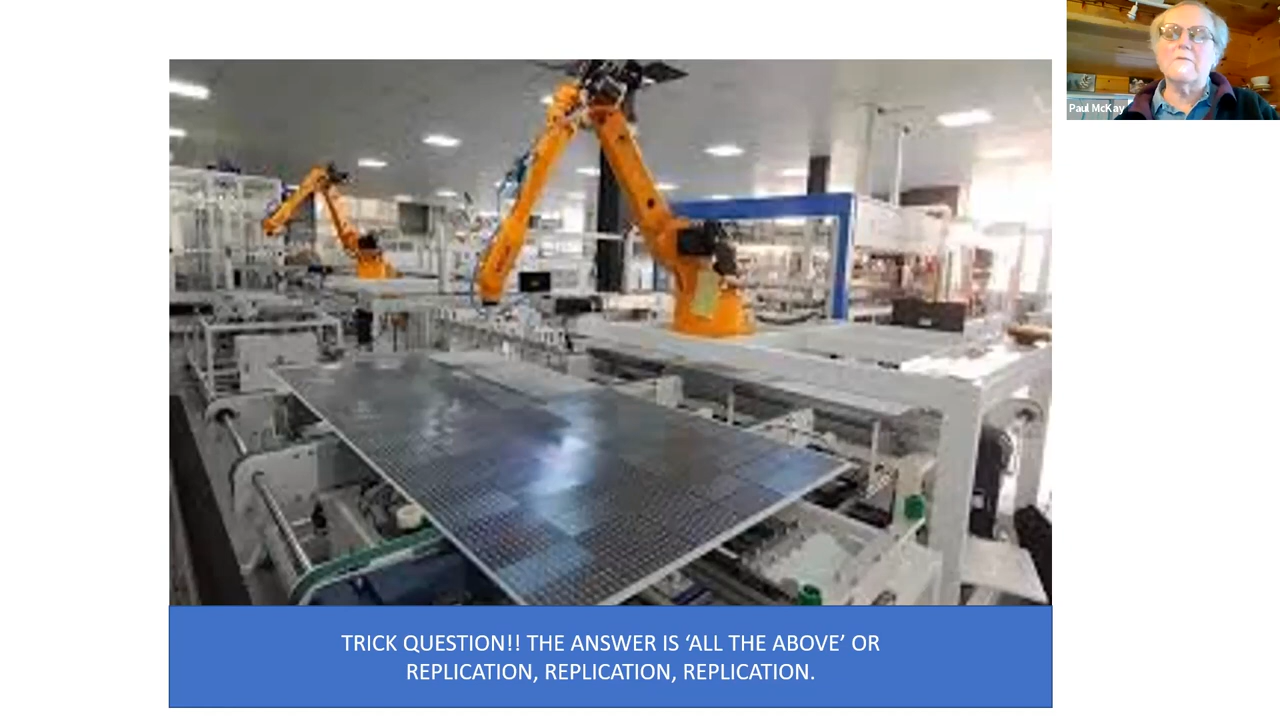 Paul McKay
TRICK QUESTION!! THE ANSWER IS ‘ALL THE ABOVE’ OR
REPLICATION, REPLICATION, REPLICATION.